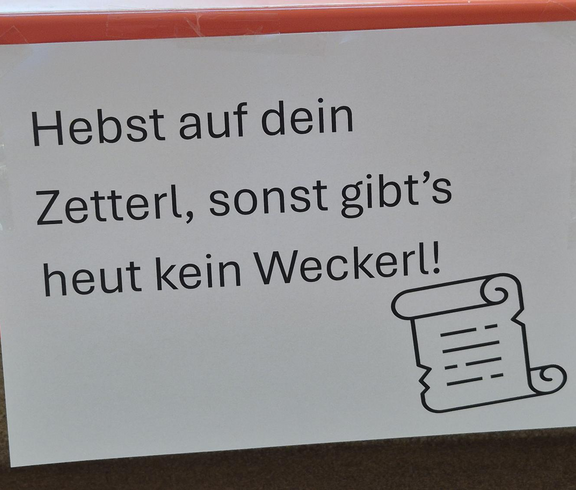 Hebst auf dein
Zetterl, sonst gibt’s
heut kein Weckerl!